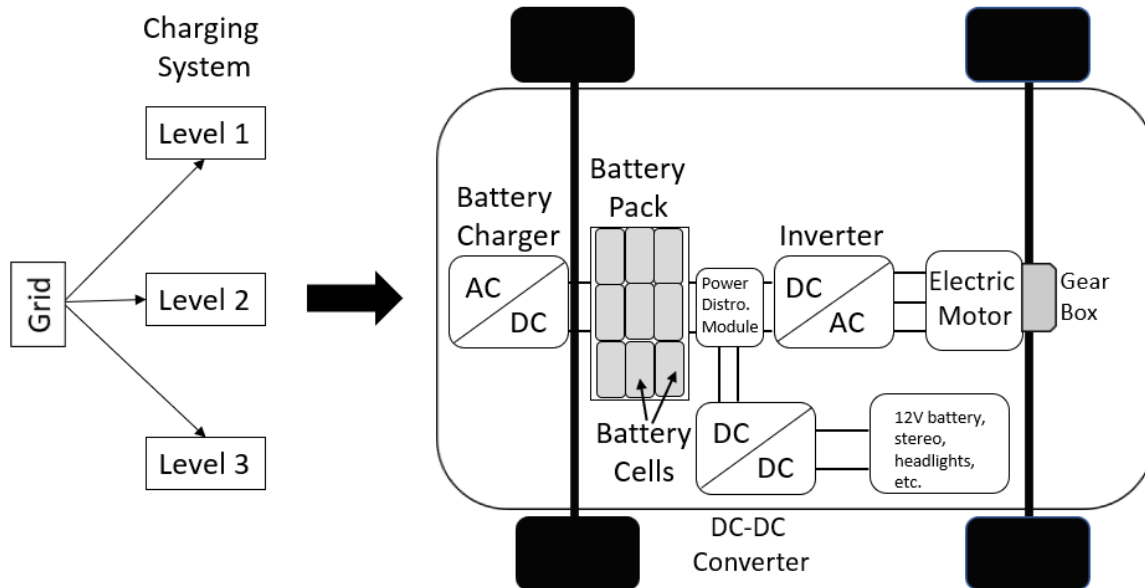 Charging
System
Level 1
Grid
Level 2
Level 3
Battery
Charger
AC
DC
Battery
Pack
Battery
Cells
Power
Distro.
Module
Inverter
DC
AC
Electric
Motor
Gear
Box
DC
DC
DC-DC
Converter
12V battery,
stereo,
headlights,
etc.